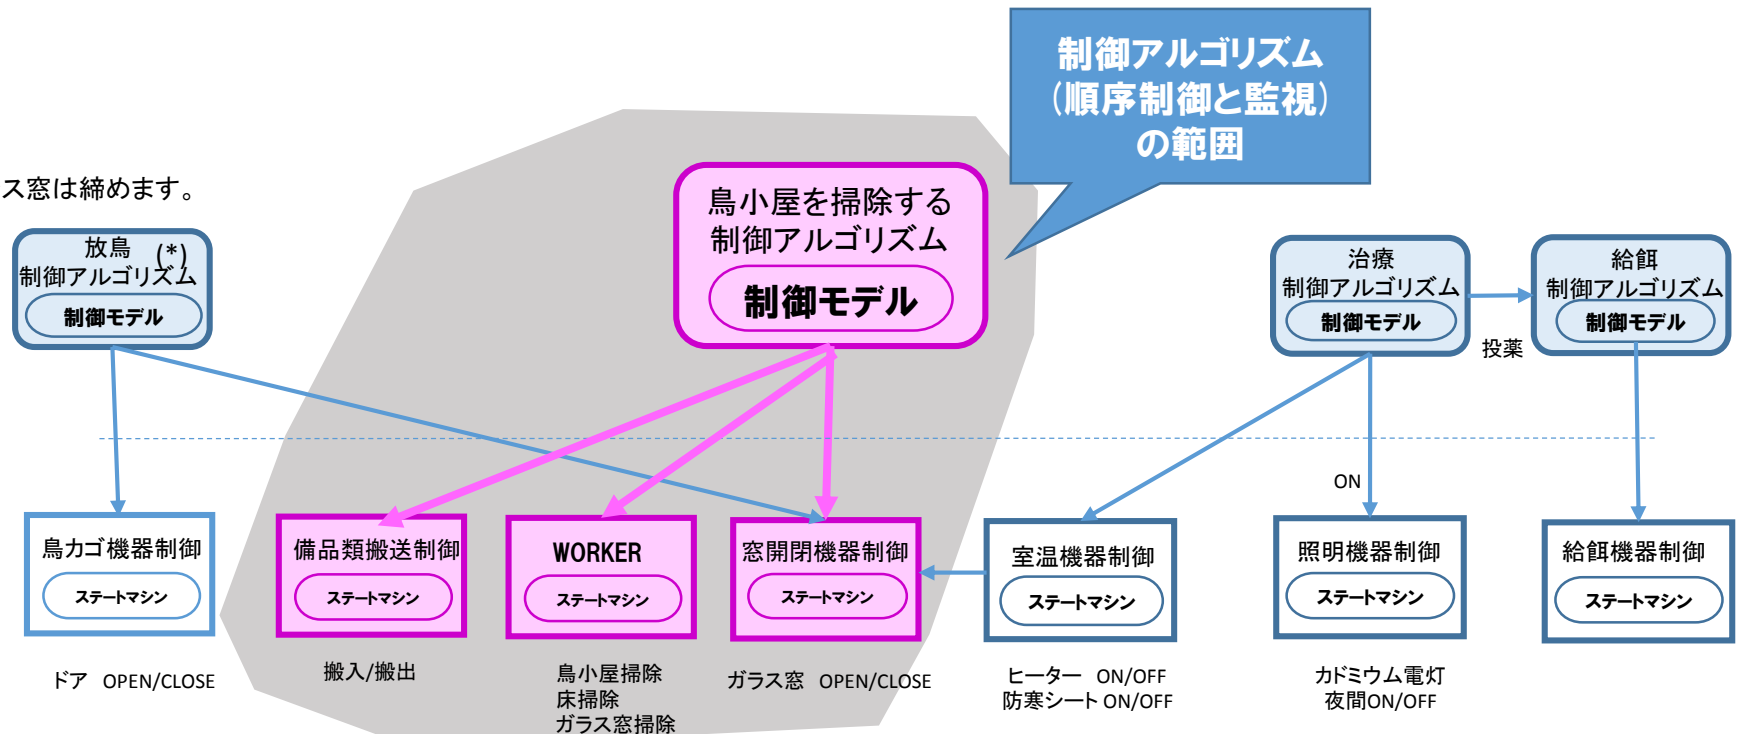 制御アルゴリズム
(順序制御と監視)
の範囲
ス窓は締めます。
放鳥 (*)
制御アルゴリズム
制御モデル
鳥小屋を掃除する
制御アルゴリズム
制御モデル
治療
制御アルゴリズム
制御モデル
投薬
給餌
制御アルゴリズム
制御モデル
ON
鳥カゴ機器制御
ステートマシン
備品類搬送制御
ステートマシン
WORKER
ステートマシン
窓開閉機器制御
ステートマシン
室温機器制御
ステートマシン
照明機器制御
ステートマシン
給餌機器制御
ステートマシン
ドア OPEN/CLOSE
搬入/搬出
鳥小屋掃除
床掃除
ガラス窓掃除
ガラス窓 OPEN/CLOSE
ヒーター ON/OFF
防寒シート ON/OFF
カドミウム電灯
夜間ON/OFF